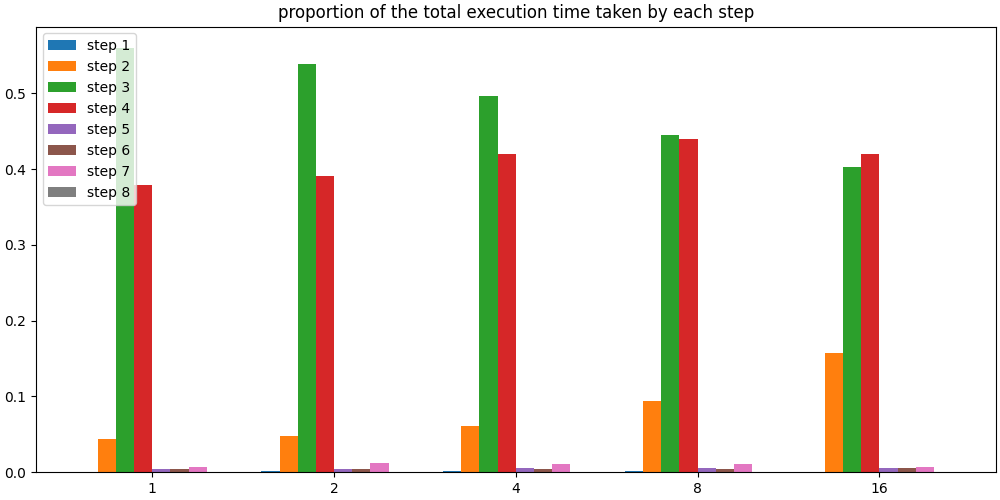 proportion of the total execution time taken by each step
step 1
step 2
step 3
step 4
step 5
step 6
step 7
step 8
0.5
0.4
0.3
0.2
0.1
0.0
1 2 4 8 16